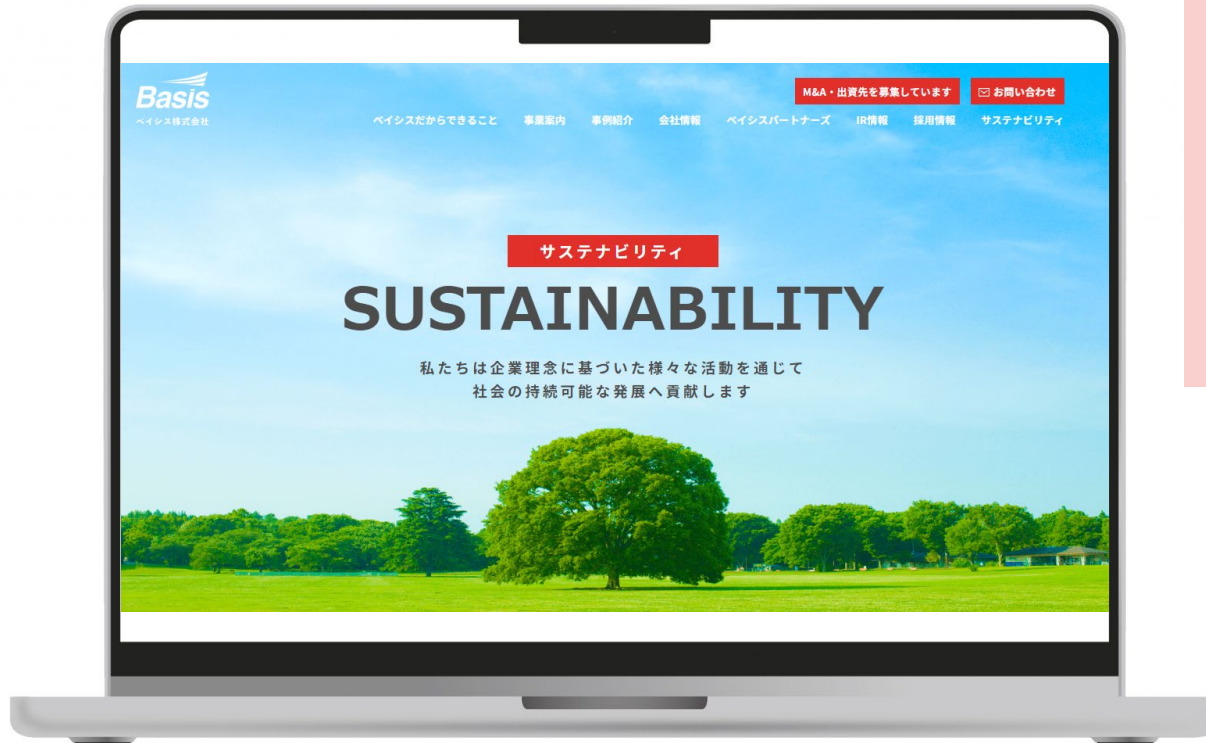 Basis
ベイシス株式会社
M&A・出資先を募集しています
お問い合わせ
ベイシスだからできること 事業案内 事例紹介 会社情報 ベイシスパートナーズ IR情報 採用情報 サステナビリティ
サステナビリティ
SUSTAINABILITY
私たちは企業理念に基づいた様々な活動を通じて
社会の持続可能な発展へ貢献します